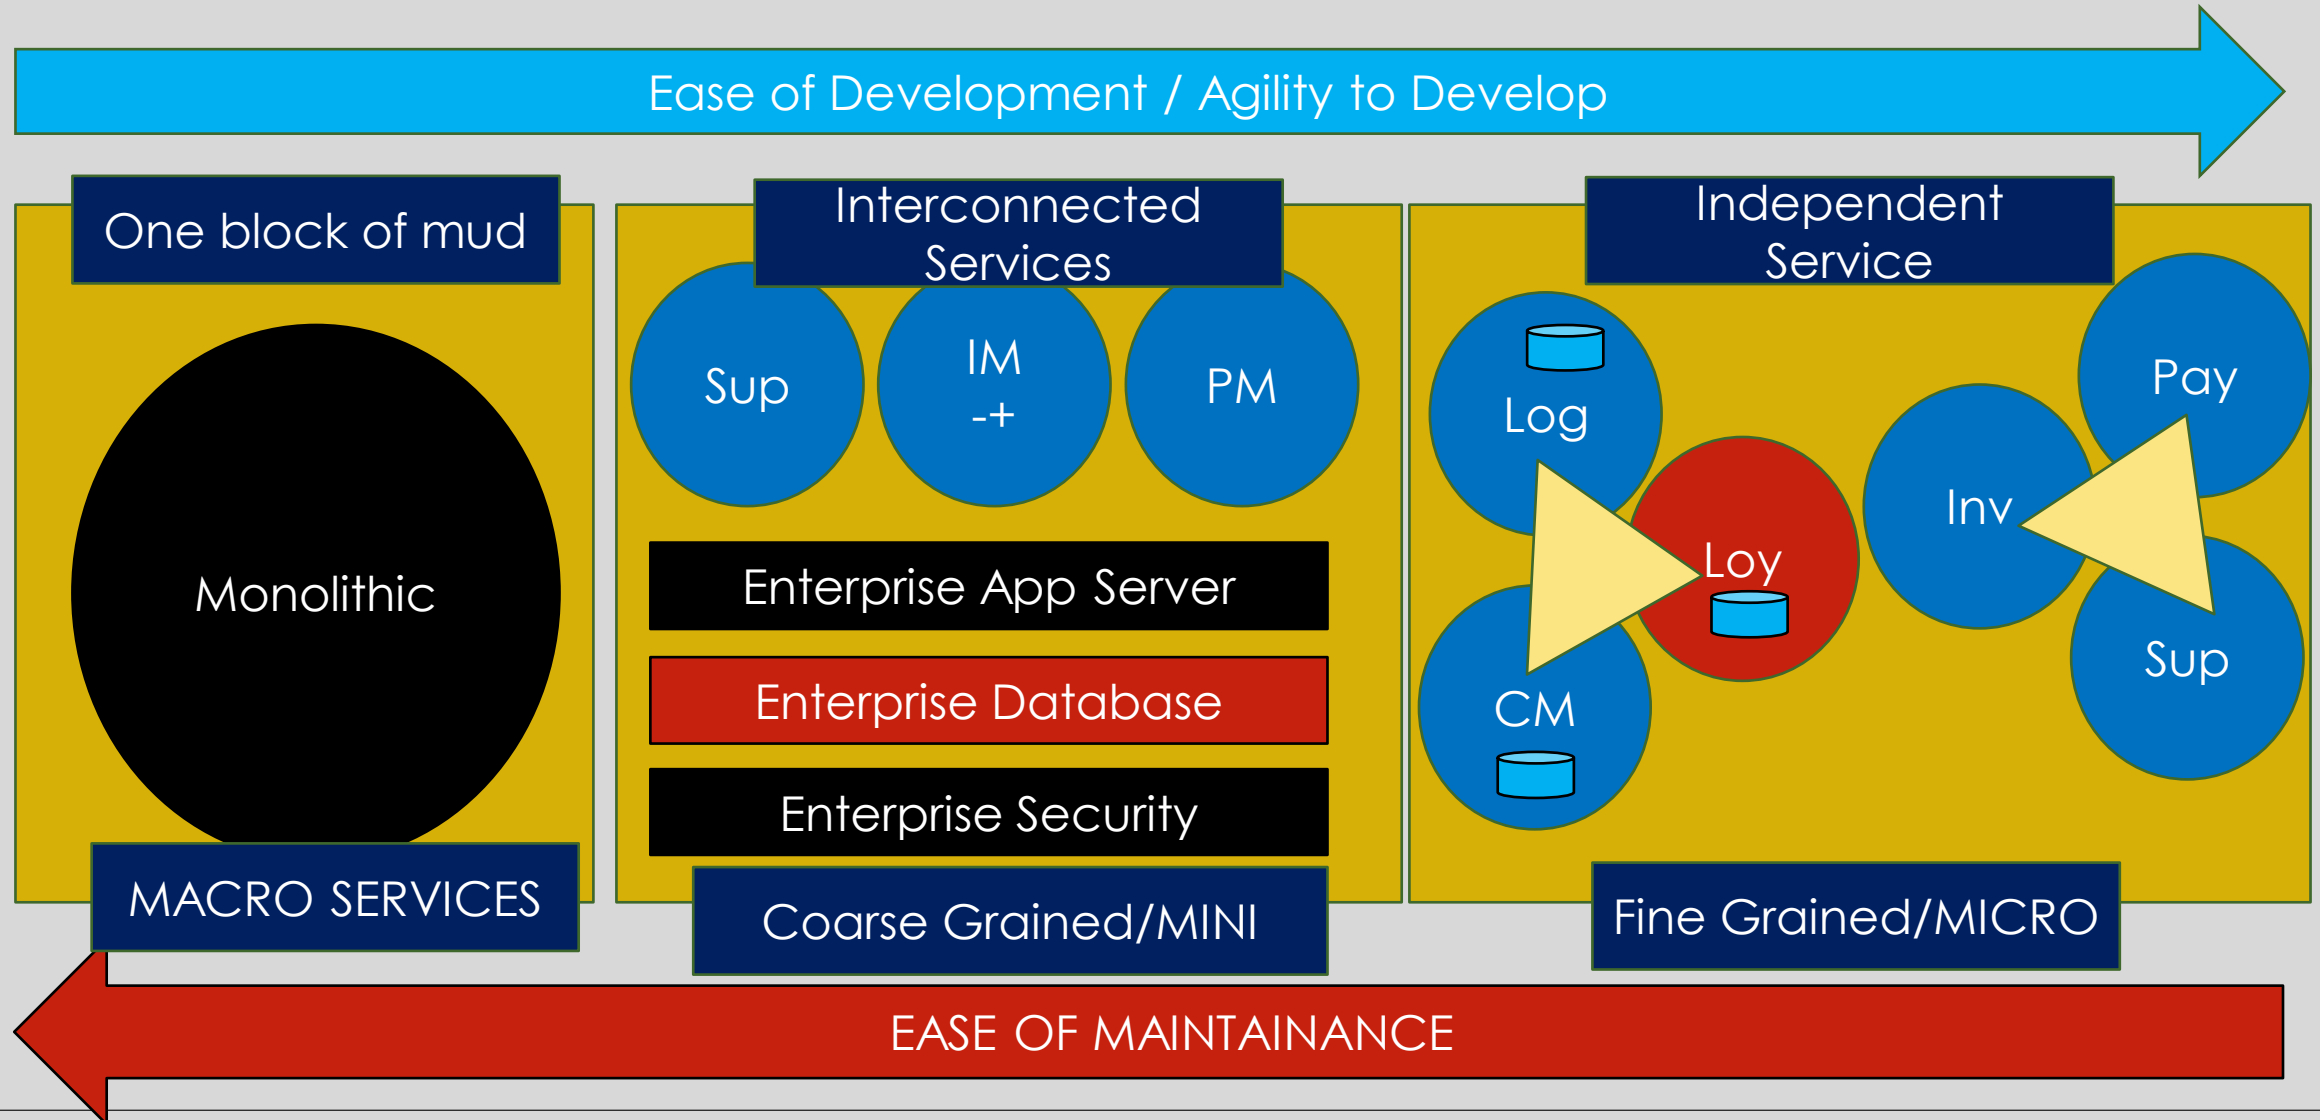 Ease of Development / Agility to Develop
One block of mud
Monolithic
MACRO SERVICES
Interconnected
Services
Sup
IM
-+
PM
Enterprise App Server
Enterprise Database
Enterprise Security
Coarse Grained/MINI
Independent
Service
Log
Loy
CM
Inv
Pay
Sup
Fine Grained/MICRO
EASE OF MAINTAINANCE